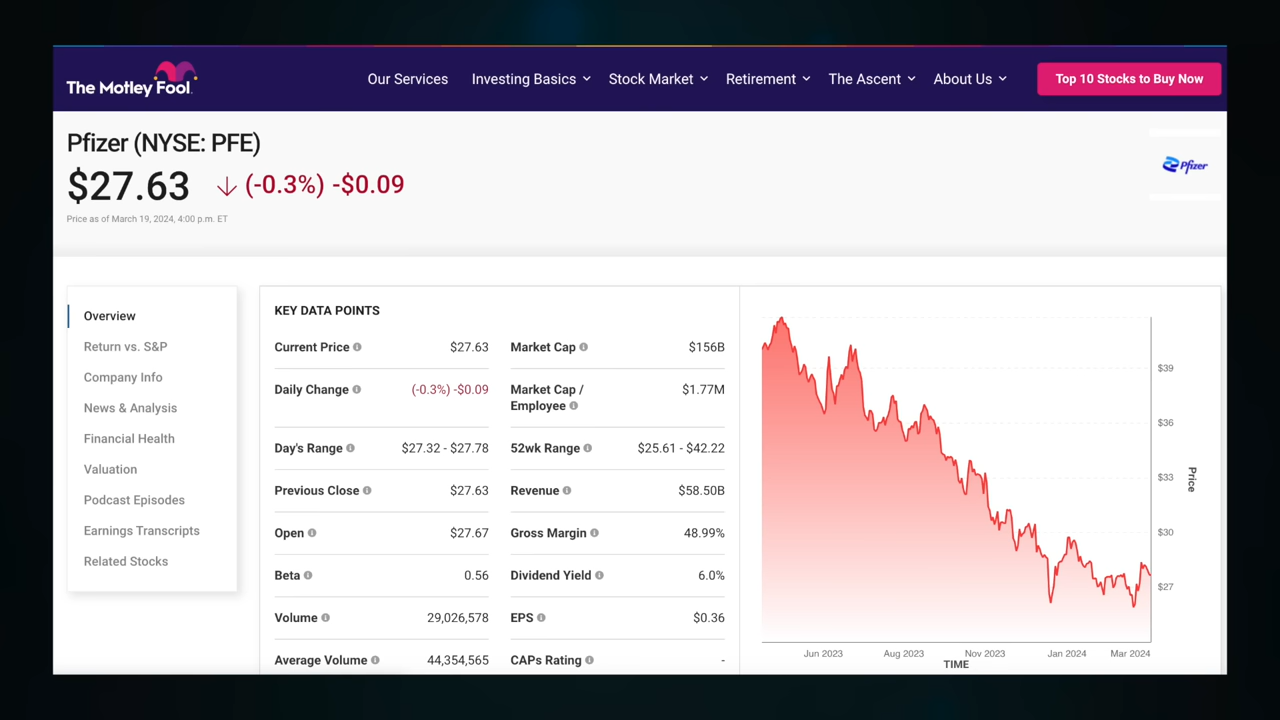 The Motley Fool.
Our Services
Investing Basics
Stock Market
Retirement
The Ascent
About Us
Top 10 Stocks to Buy Now
Pfizer (NYSE: PFE)
$27.63
(-0.3%) -$0.09
Price as of March 19, 2024, 4:00 p.m. ET
Pfizer
Overview
Return vs. S&P
Company Info
News & Analysis
Financial Health
Valuation
Podcast Episodes
Earnings Transcripts
Related Stocks
KEY DATA POINTS
Current Price $27.63
Daily Change (-0.3%) -$0.09
Day's Range $27.32 - $27.78
Previous Close $27.63
Open $27.67
Beta 0.56
Volume 29,026,578
Average Volume 44,354,565
Market Cap $156B
Market Cap / $1.77M
Employee
52wk Range $25.61 - $42.22
Revenue $58.50B
Gross Margin 48.99%
Dividend Yield 6.0%
EPS $0.36
CAPs Rating -
$39
$36
$33
$30
$27
Price
Jun 2023 Aug 2023 Nov 2023 Jan 2024 Mar 2024
TIME